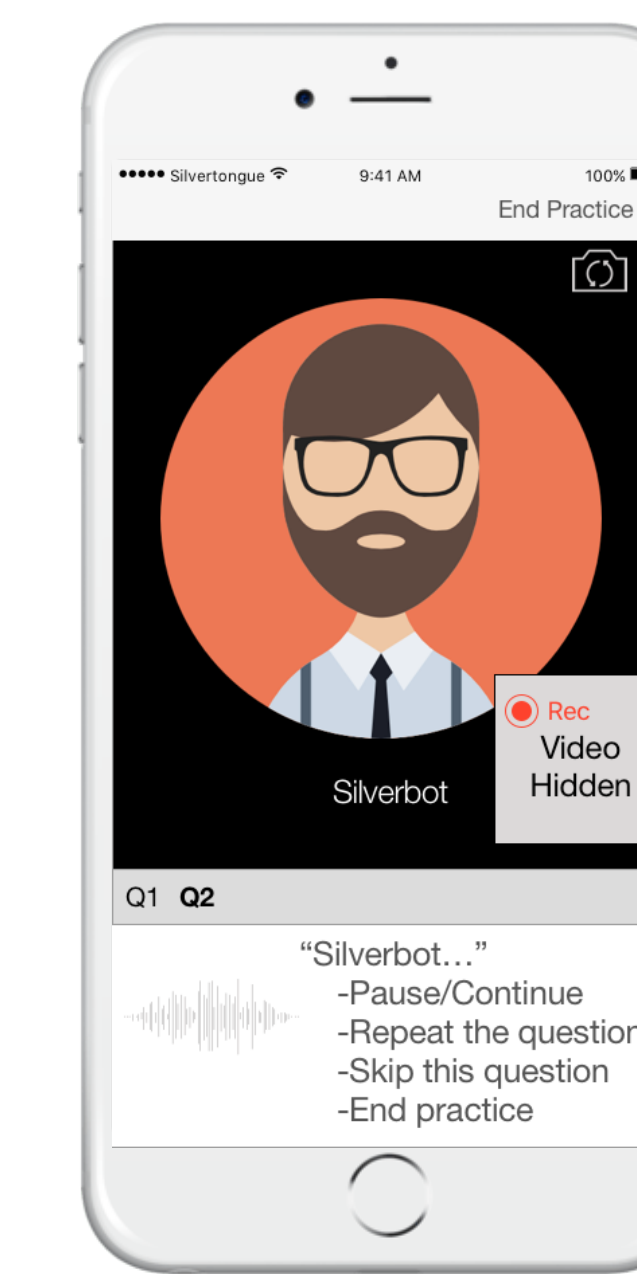 ●●●●● Silvertongue 9:41 AM 100%
End Practice
Rec
Video
Hidden
Silverbot
Q1 Q2
“Silverbot…”
-Pause/Continue
-Repeat the question
-Skip this question
-End practice